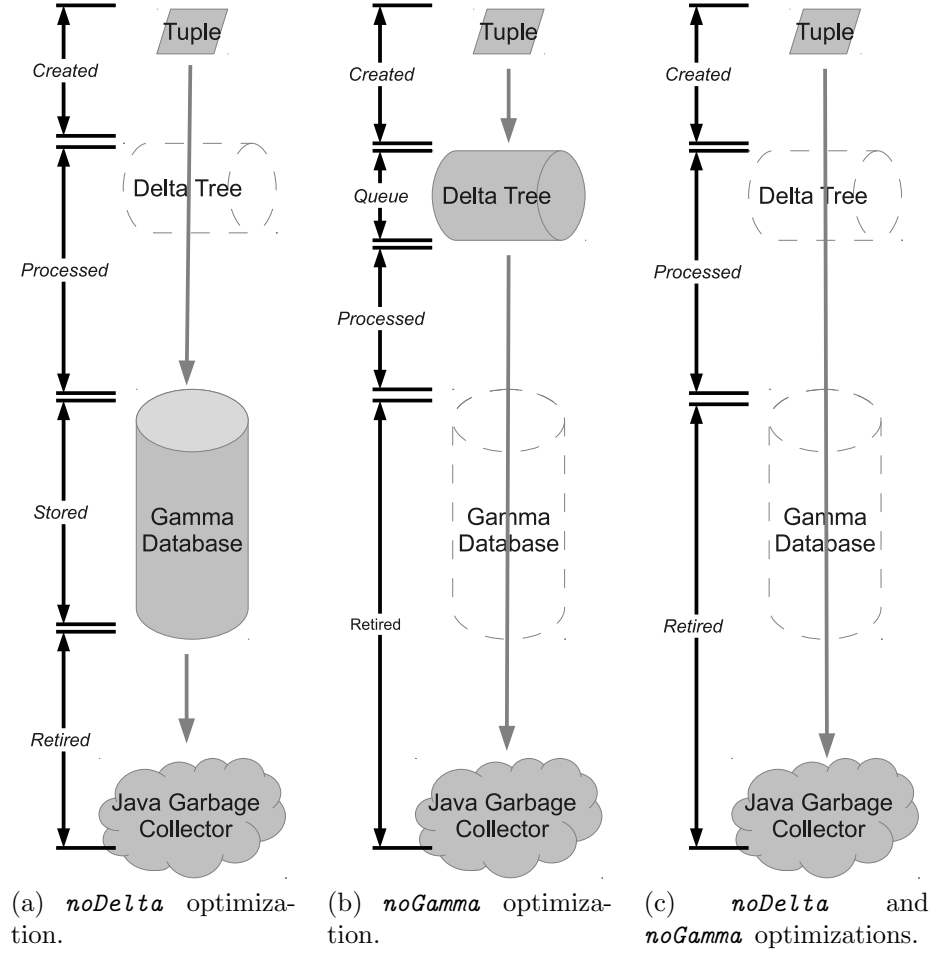 Tuple
Created
Delta Tree
Processed
Gamma
Database
Stored
Retired
Java Garbage
Collector
(a) noDelta optimiza-
tion.
Tuple
Created
Queue
Delta Tree
Processed
Gamma
Database
Retired
Java Garbage
Collector
(b) noGamma optimiza-
tion.
Tuple
Created
Delta Tree
Processed
Gamma
Database
Retired
Java Garbage
Collector
(c) noDelta and
noGamma optimizations.